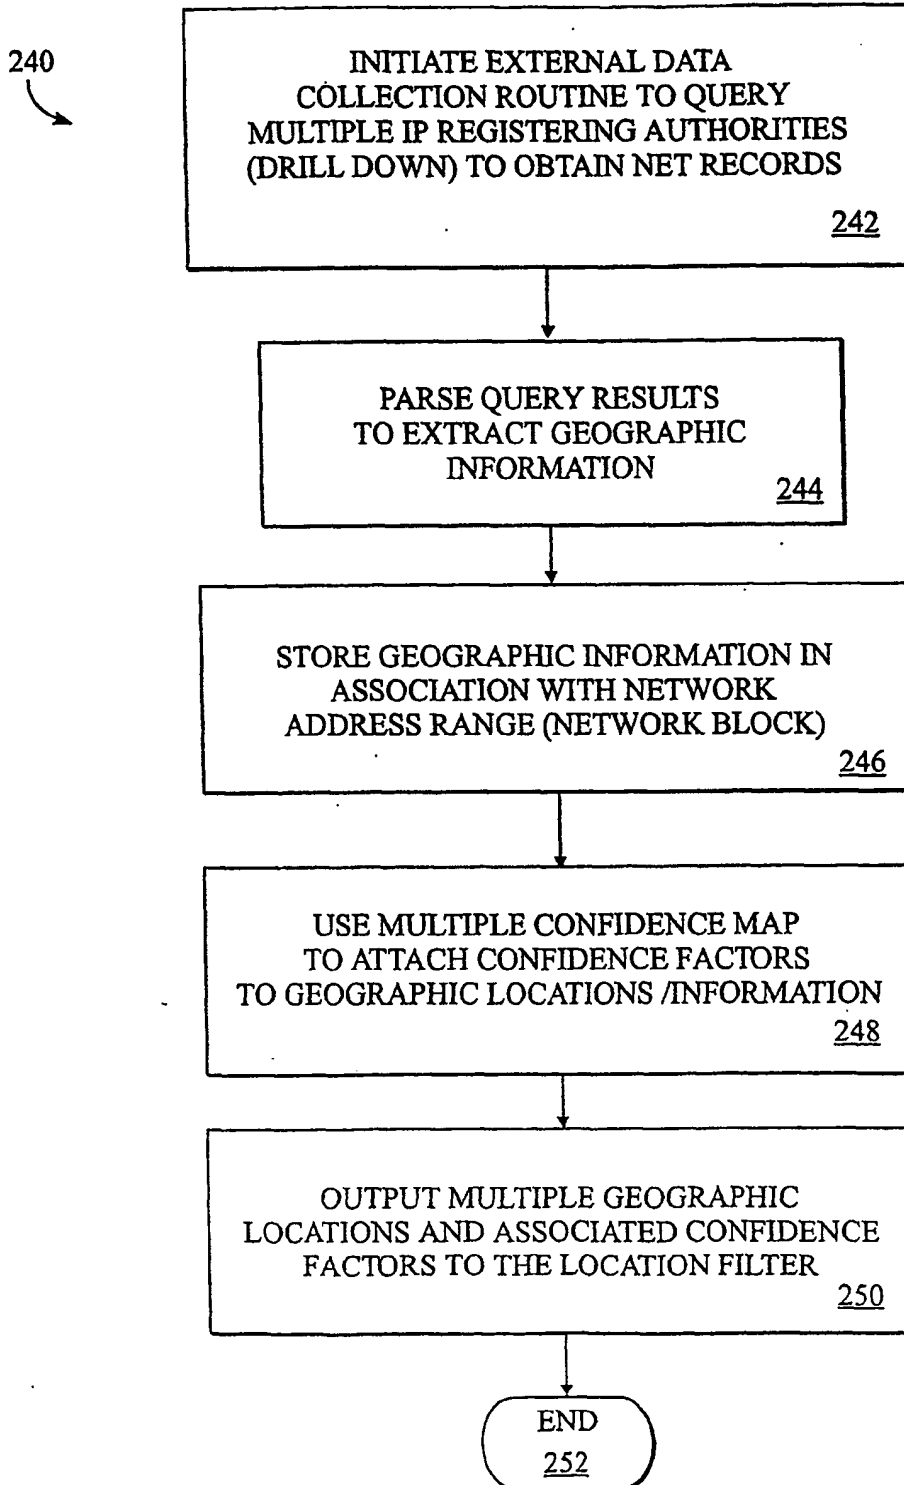 240
INITIATE EXTERNAL DATA
COLLECTION ROUTINE TO QUERY
MULTIPLE IP REGISTERING AUTHORITIES
(DRILL DOWN) TO OBTAIN NET RECORDS
242
PARSE QUERY RESULTS
TO EXTRACT GEOGRAPHIC
INFORMATION
244
STORE GEOGRAPHIC INFORMATION IN
ASSOCIATION WITH NETWORK
ADDRESS RANGE (NETWORK BLOCK)
246
USE MULTIPLE CONFIDENCE MAP
TO ATTACH CONFIDENCE FACTORS
TO GEOGRAPHIC LOCATIONS /INFORMATION
248
OUTPUT MULTIPLE GEOGRAPHIC
LOCATIONS AND ASSOCIATED CONFIDENCE
FACTORS TO THE LOCATION FILTER
250
END
252